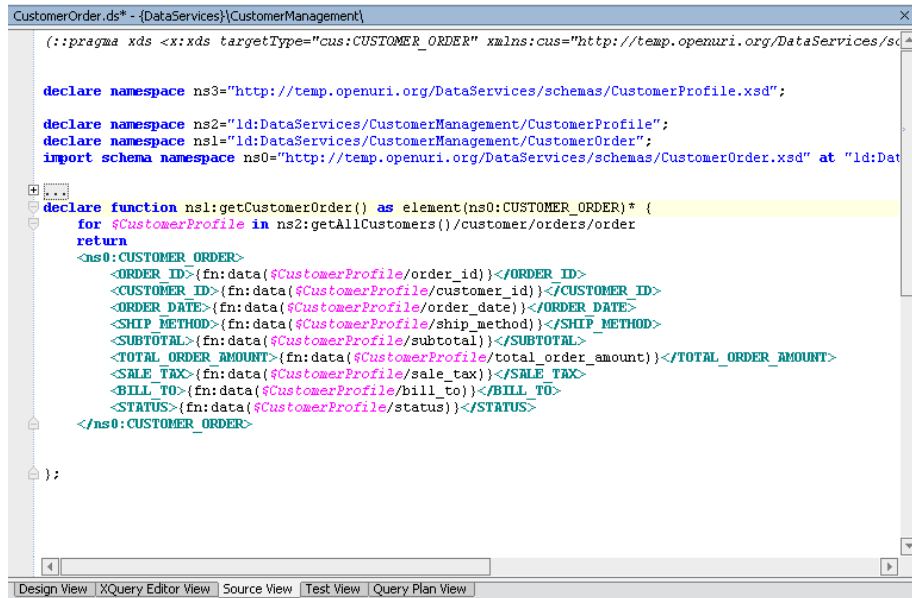 CustomerOrder.ds* - {DataServices}\CustomerManagement\
(::pragma xds <x:xds targetType="cus:CUSTOMER_ORDER" xmlns:cus="http://temp.openuri.org/DataServices/sc
declare namespace ns3="http://temp.openuri.org/DataServices/schemas/CustomerProfile.xsd";
declare namespace ns2="ld:DataServices/CustomerManagement/CustomerProfile";
declare namespace ns1="ld:DataServices/CustomerManagement/CustomerOrder";
import schema namespace ns0="http://temp.openuri.org/DataServices/schemas/CustomerOrder.xsd" at "ld:Dat
...
declare function ns1:getCustomerOrder() as element(ns0:CUSTOMER_ORDER)* {
for $CustomerProfile in ns2:getAllCustomers()/customer/orders/order
return
<ns0:CUSTOMER_ORDER>
<ORDER_ID>{fn:data($CustomerProfile/order_id)}</ORDER_ID>
<CUSTOMER_ID>{fn:data($CustomerProfile/customer_id)}</CUSTOMER_ID>
<ORDER_DATE>{fn:data($CustomerProfile/order_date)}</ORDER_DATE>
<SHIP_METHOD>{fn:data($CustomerProfile/ship_method)}</SHIP_METHOD>
<SUBTOTAL>{fn:data($CustomerProfile/subtotal)}</SUBTOTAL>
<TOTAL_ORDER_AMOUNT>{fn:data($CustomerProfile/total_order_amount)}</TOTAL_ORDER_AMOUNT>
<SALE_TAX>{fn:data($CustomerProfile/sale_tax)}</SALE_TAX>
<BILL_TO>{fn:data($CustomerProfile/bill_to)}</BILL_TO>
<STATUS>{fn:data($CustomerProfile/status)}</STATUS>
</ns0:CUSTOMER_ORDER>
};
Design View XQuery Editor View Source View Test View Query Plan View